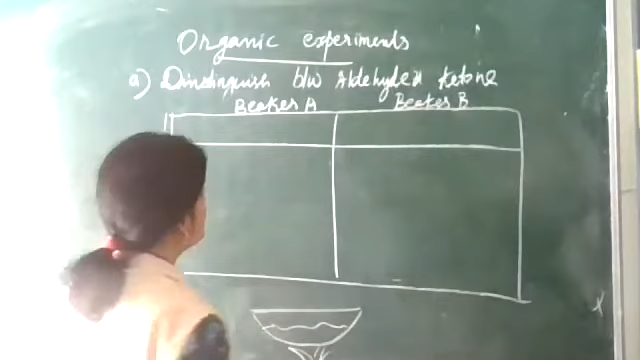 Organic experiments
a) Distinguish b/w Aldehyde & ketone
Beaker A Beaker B